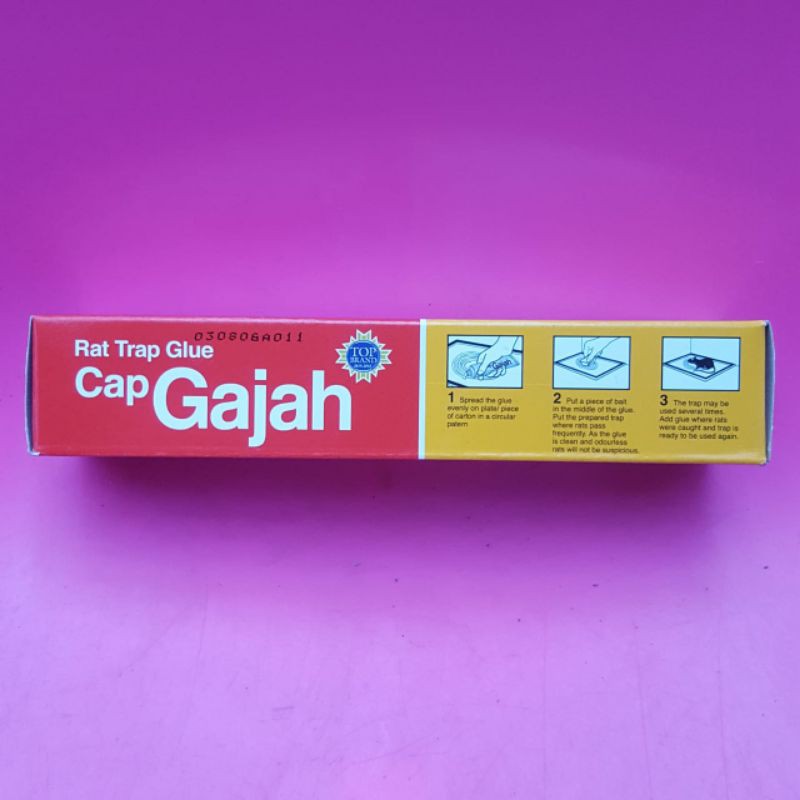 030806A011
Rat Trap Glue
Cap Gajah
TOP
BRAND
1 Spread the glue
evenly on plate/ piece
of carton in a circular
patern
2 Put a piece of bait
in the middle of the glue.
Put the prepared trap
where rats pass
frequently. As the glue
is clean and odourless
rats will not be suspicious.
3 The trap may be
used several times.
Add glue where rats
were caught and trap is
ready to be used again.